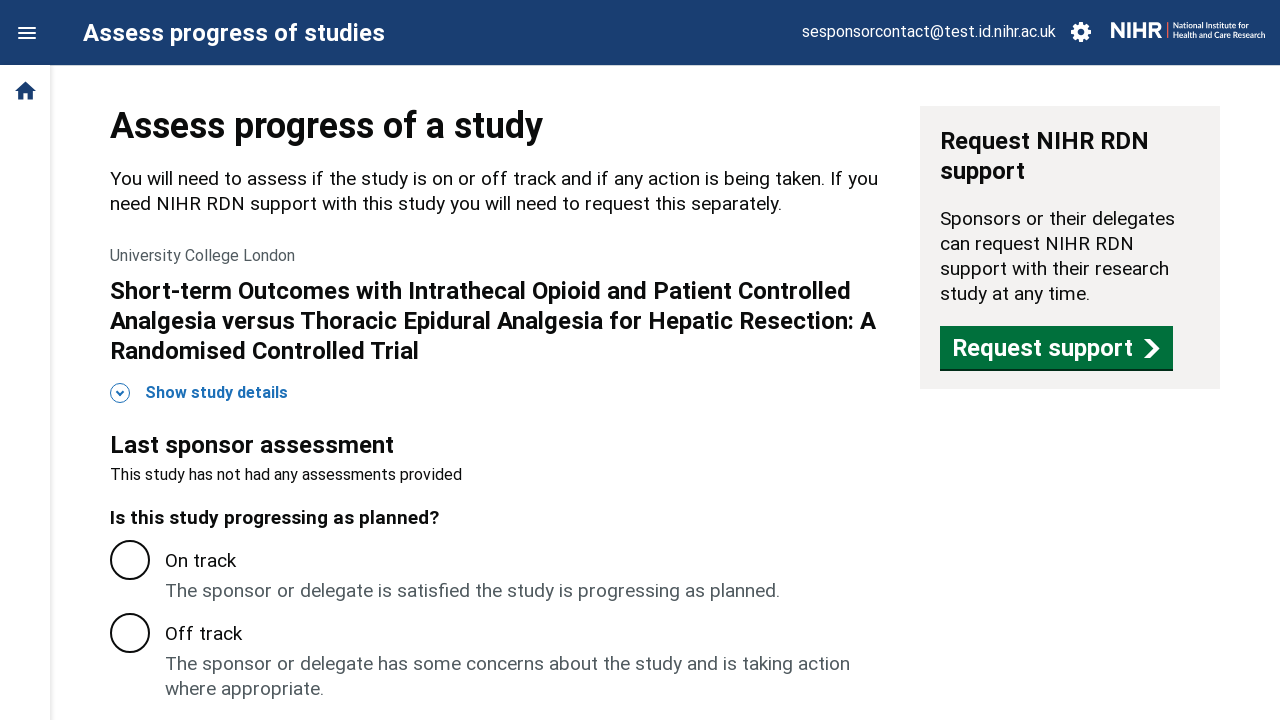 Assess progress of studies
sesponsorcontact@test.id.nihr.ac.uk
NIHR
National Institute for
Health and Care Research
Assess progress of a study
You will need to assess if the study is on or off track and if any action is being taken. If you
need NIHR RDN support with this study you will need to request this separately.
University College London
Short-term Outcomes with Intrathecal Opioid and Patient Controlled
Analgesia versus Thoracic Epidural Analgesia for Hepatic Resection: A
Randomised Controlled Trial
Show study details
Last sponsor assessment
This study has not had any assessments provided
Is this study progressing as planned?
On track
The sponsor or delegate is satisfied the study is progressing as planned.
Off track
The sponsor or delegate has some concerns about the study and is taking action
where appropriate.
Request NIHR RDN
support
Sponsors or their delegates
can request NIHR RDN
support with their research
study at any time.
Request support